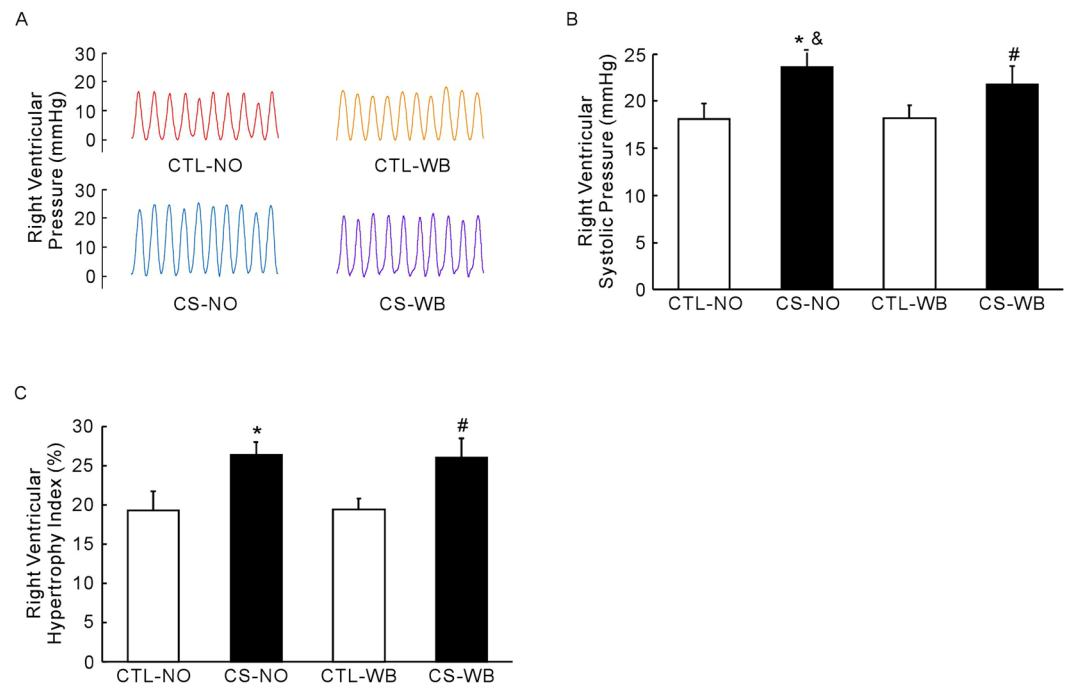 A
Right Ventricular
Pressure (mmHg)
30
20
10
0
CTL-NO
CTL-WB
30
20
10
0
CS-NO
CS-WB
B
Right Ventricular
Systolic Pressure (mmHg)
25
20
15
10
5
0
* &
#
CTL-NO
CS-NO
CTL-WB
CS-WB
C
Right Ventricular
Hypertrophy Index (%)
30
25
20
15
10
5
0
*
#
CTL-NO
CS-NO
CTL-WB
CS-WB